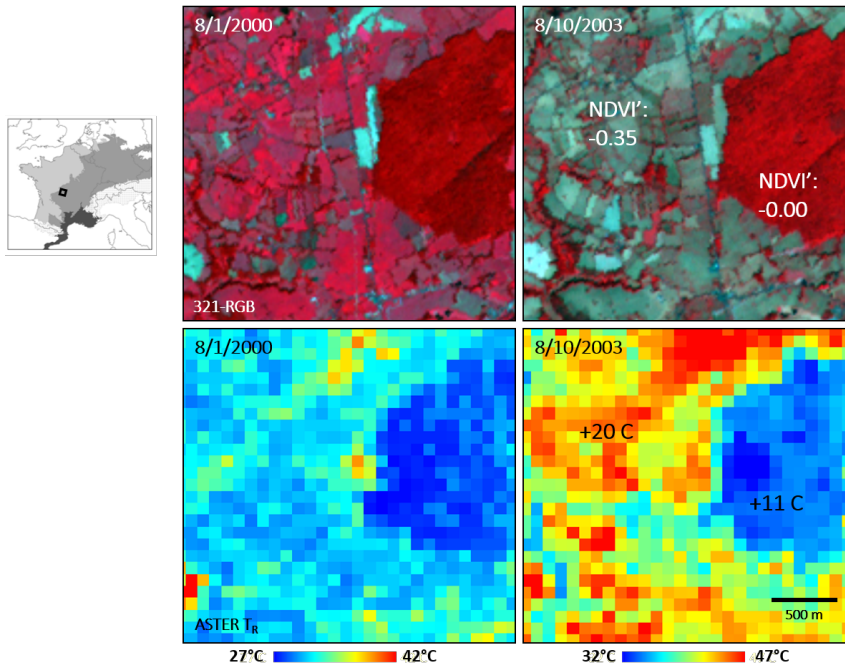 8/1/2000
8/10/2003
NDVI':
-0.35
NDVI':
-0.00
321-RGB
8/1/2000
8/10/2003
+20 C
+11 C
500 m
ASTER TR
27°C
42°C
32°C
47°C